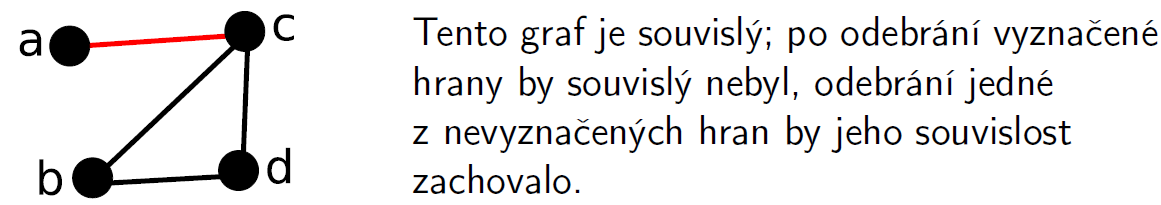 a
c
b
d
Tento graf je souvislý; po odebrání vyznačené
hrany by souvislý nebyl, odebrání jedné
z nevyznačených hran by jeho souvislost
zachovalo.